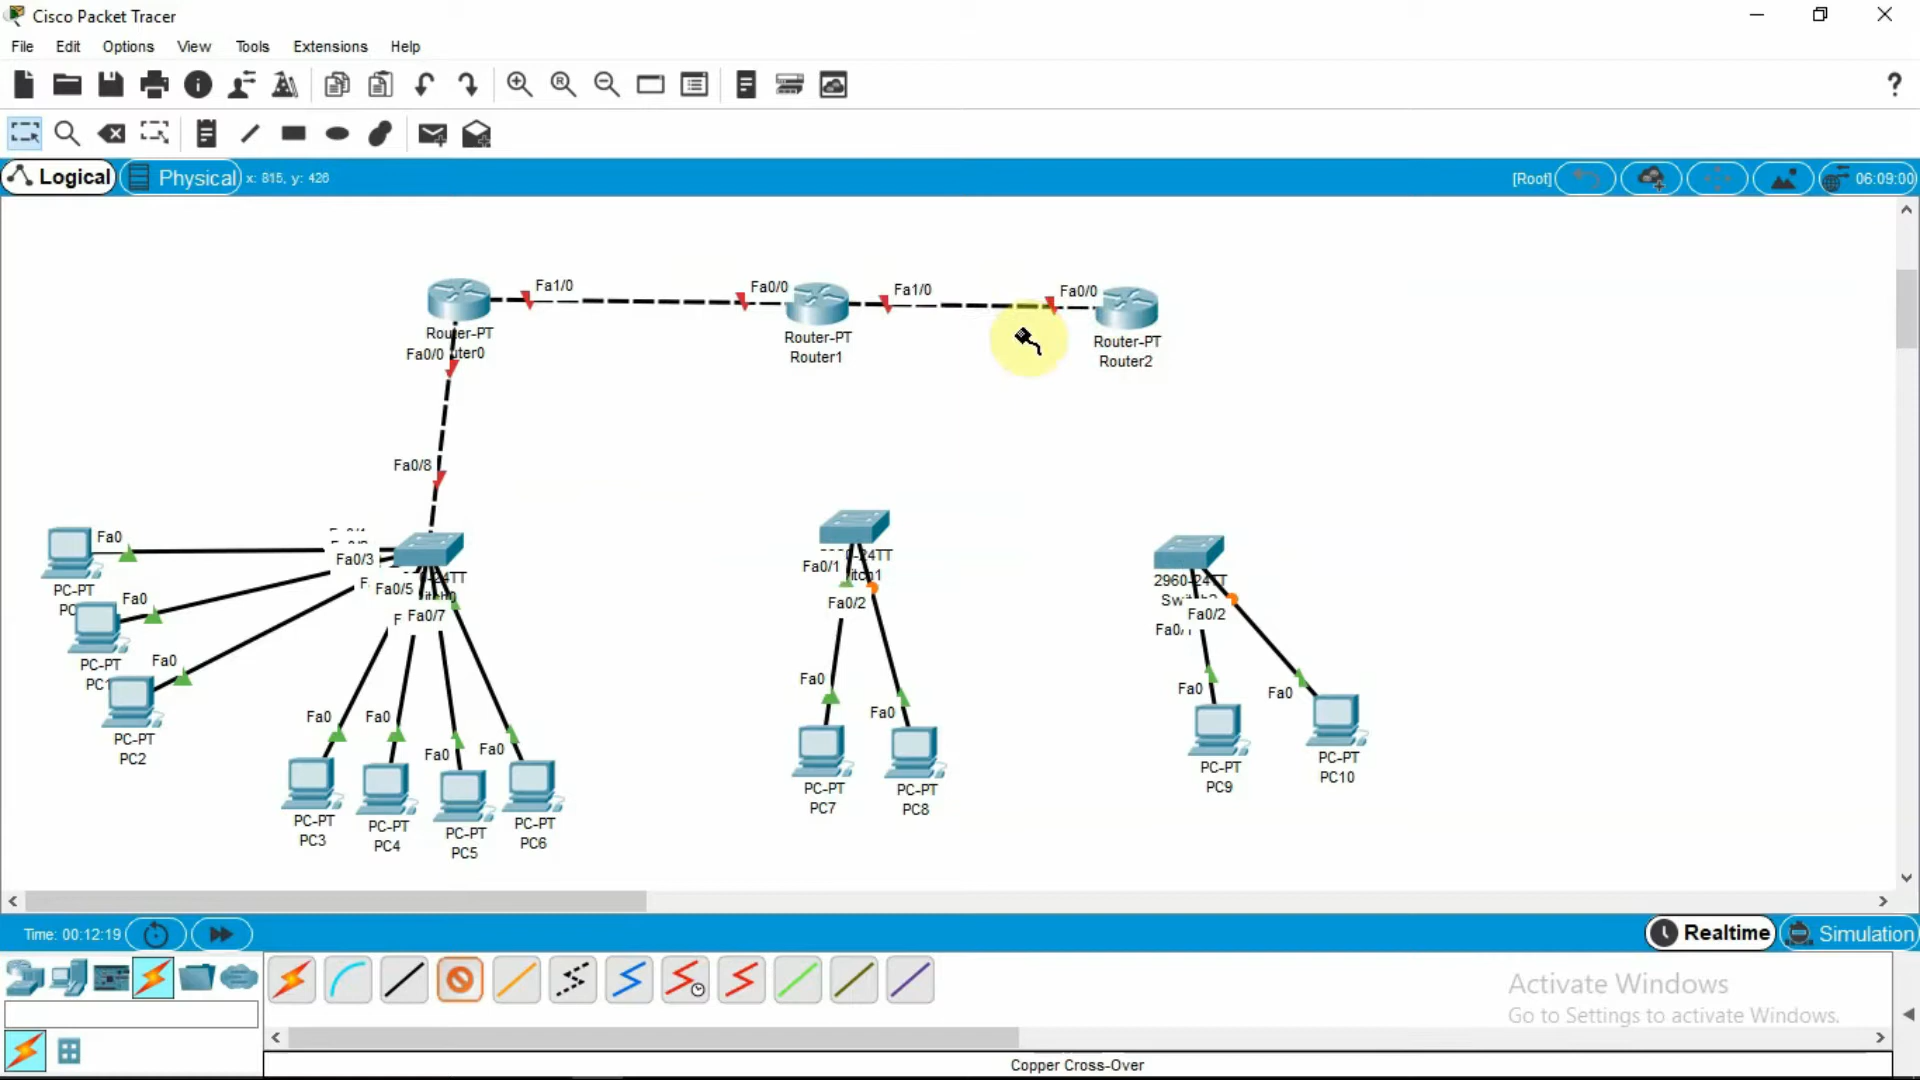 Cisco Packet Tracer
File Edit Options View Tools Extensions Help
Logical Physical x: 815, y: 426 [Root] 06:09:00
Fa1/0 Fa0/0 Fa1/0 Fa0/0
Router-PT
Fa0/0
Router-PT
Router1
Router-PT
Router2
Fa0/8
Fa0
Fa0/3
Fa0/5
Fa0/7
PC-PT
Fa0
PC-PT
Fa0
PC-PT
PC2
Fa0
PC-PT
PC3
Fa0
PC-PT
PC4
Fa0
PC-PT
PC5
Fa0
PC-PT
PC6
Fa0/1
Fa0/2
Fa0
PC-PT
PC7
Fa0
PC-PT
PC8
2960-24TT
Fa0/2
Fa0
PC-PT
PC9
Fa0
PC-PT
PC10
Time: 00:12:19 Realtime Simulation
Activate Windows
Go to Settings to activate Windows.
Copper Cross-Over